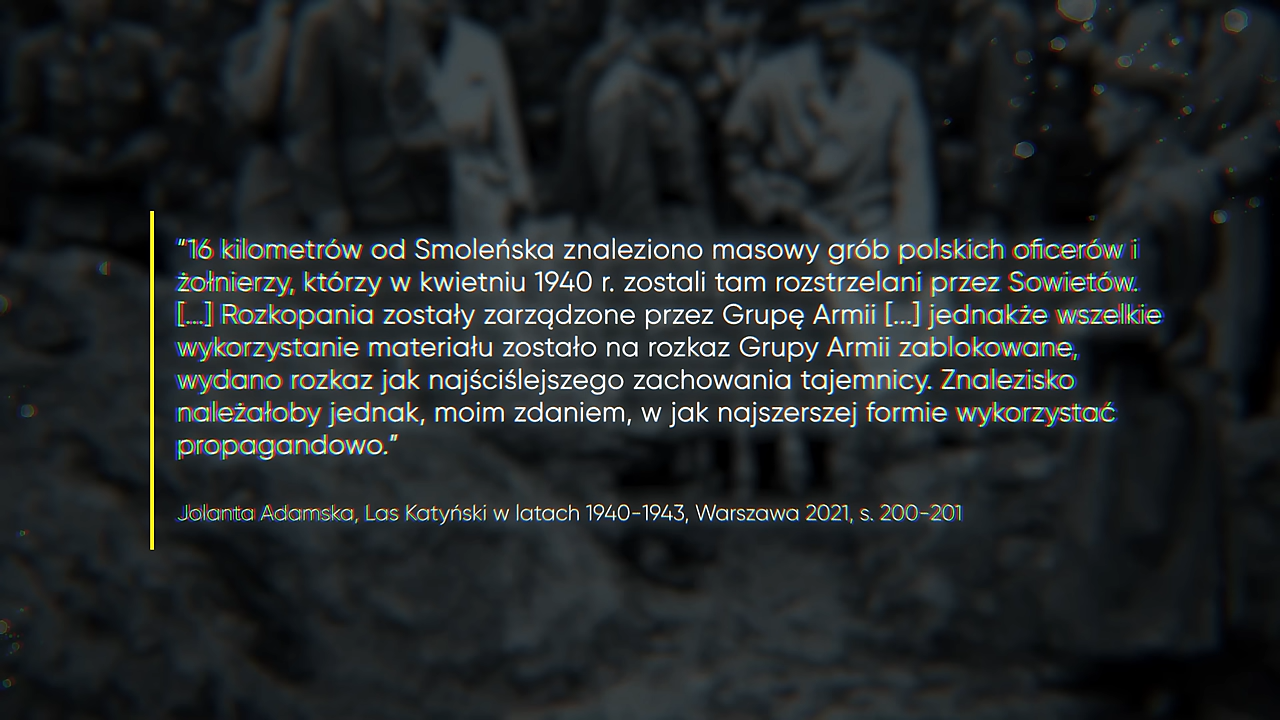 “16 kilometrów od Smoleńska znaleziono masowy grób polskich oficerów i
żołnierzy, którzy w kwietniu 1940 r. zostali tam rozstrzelani przez Sowietów.
[...] Rozkopania zostały zarządzone przez Grupę Armii [...] jednakże wszelkie
wykorzystanie materiału zostało na rozkaz Grupy Armii zablokowane,
wydano rozkaz jak najściślejszego zachowania tajemnicy. Znalezisko
należałoby jednak, moim zdaniem, w jak najszerszej formie wykorzystać
propagandowo.”
Jolanta Adamska, Las Katyński w latach 1940-1943, Warszawa 2021, s. 200-201